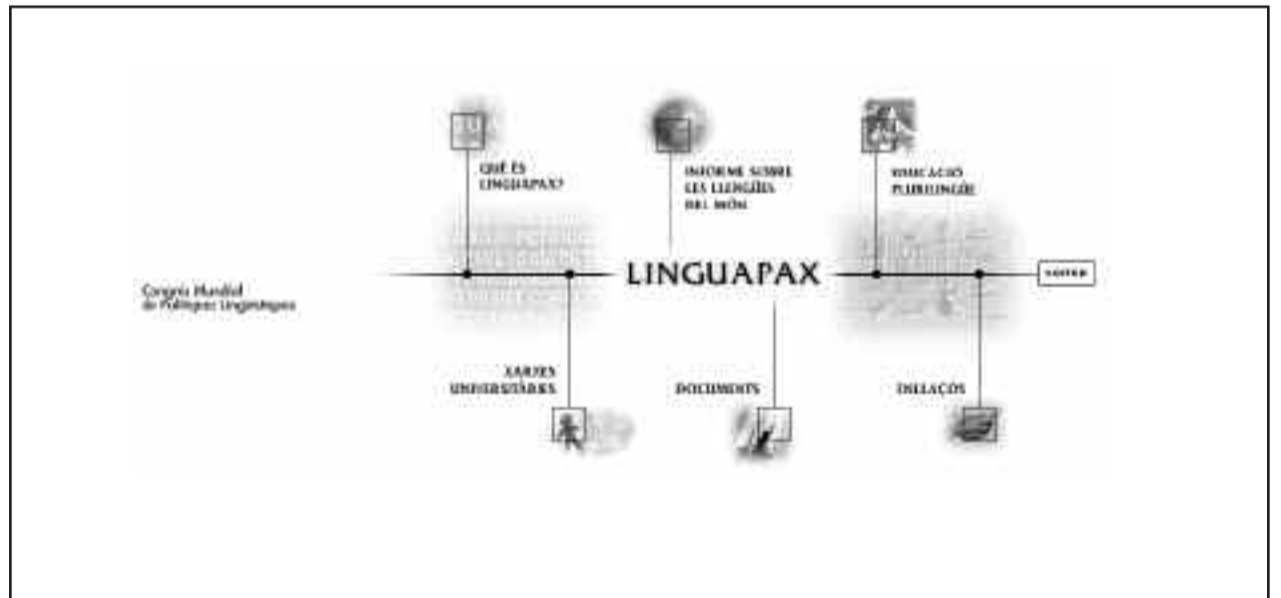 QUÈ ÉS
LINGUAPAX?
INFORME SOBRE
LES LLENGÜES
DEL MÓN
EDUCACIÓ
PLURILINGÜE
LINGUAPAX
Congrés Mundial
de Polítiques Lingüístiques
XARXES
UNIVERSITÀRIES
DOCUMENTS
ENLLAÇOS